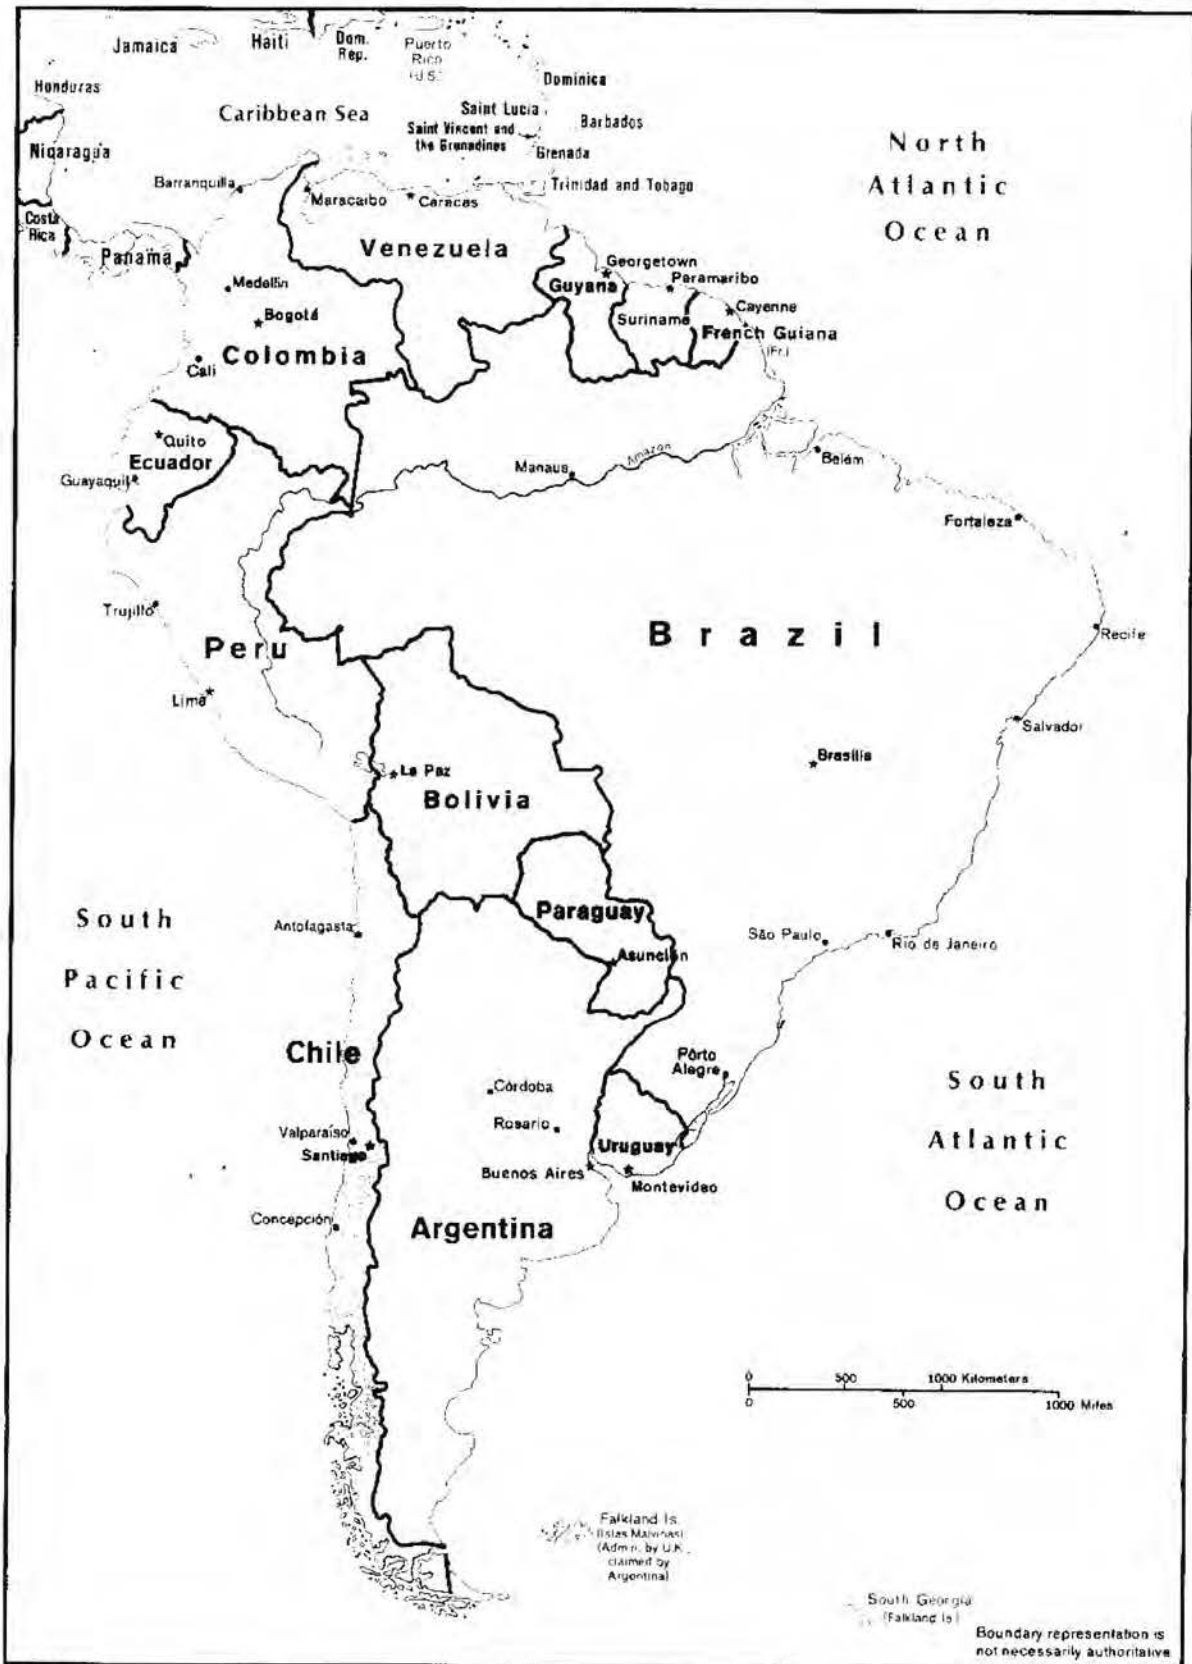 Jamaica
Haiti
Dom.
Rep.
Puerto
Rico
(U.S.)
Honduras
Dominica
Caribbean Sea
Saint Lucia
Saint Vincent and
the Grenadines
Barbados
Nicaragua
Grenada
North
Atlantic
Ocean
Barranquilla
Maracaibo
Caracas
Trinidad and Tobago
Costa
Rica
Panama
Venezuela
Georgetown
Medellín
Guyana
Paramaribo
Bogotá
Suriname
Cayenne
French Guiana
(Fr.)
Colombia
Cali
Quito
Ecuador
Guayaquil
Manaus
Amazon
Belém
Fortaleza
Trujillo
Peru
Brazil
Recife
Lima
Salvador
La Paz
Brasília
Bolivia
South
Pacific
Ocean
Antofagasta
Paraguay
Asunción
São Paulo
Rio de Janeiro
Chile
Pôrto
Alegre
Córdoba
Rosario
South
Atlantic
Ocean
Valparaíso
Santiago
Uruguay
Buenos Aires
Montevideo
Concepción
Argentina
0 500 1000 Kilometers
0 500 1000 Miles
Falkland Is.
(Islas Malvinas)
(Admin. by U.K.,
claimed by
Argentina)
South Georgia
(Falkland Is.)
Boundary representation is
not necessarily authoritative